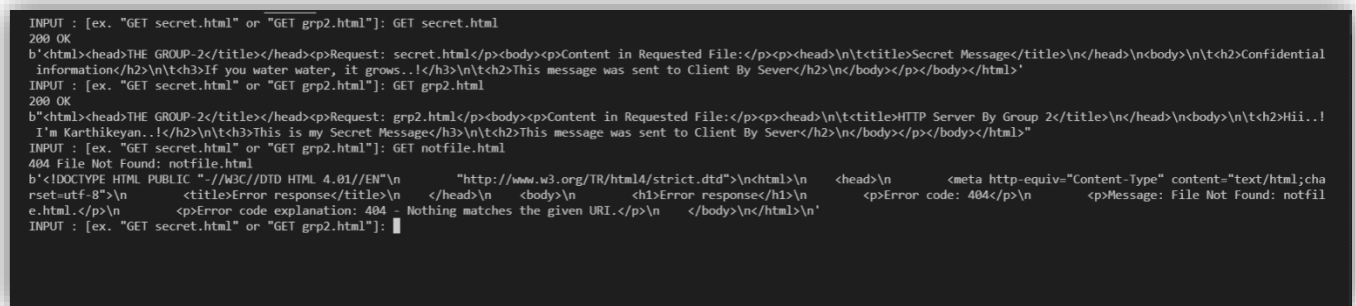 INPUT : [ex. "GET secret.html" or "GET grp2.html"]: GET secret.html
200 OK
b'<html><head>THE GROUP-2</title></head><p>Request: secret.html</p><body><p>Content in Requested File:</p><p><head>\n\t<title>Secret Message</title>\n</head>\n<body>\n\t<h2>Confidential
information</h2>\n\t<h3>If you water water, it grows..!</h3>\n\t<h2>This message was sent to Client By Sever</h2>\n</body></p></body></html>'
INPUT : [ex. "GET secret.html" or "GET grp2.html"]: GET grp2.html
200 OK
b"<html><head>THE GROUP-2</title></head><p>Request: grp2.html</p><body><p>Content in Requested File:</p><p><head>\n\t<title>HTTP Server By Group 2</title>\n</head>\n<body>\n\t<h2>Hii..!
I'm Karthikeyan..!</h2>\n\t<h3>This is my Secret Message</h3>\n\t<h2>This message was sent to Client By Sever</h2>\n</body></p></body></html>"
INPUT : [ex. "GET secret.html" or "GET grp2.html"]: GET notfile.html
404 File Not Found: notfile.html
b'<!DOCTYPE HTML PUBLIC "-//W3C//DTD HTML 4.01//EN"\n        "http://www.w3.org/TR/html4/strict.dtd">\n<html>\n    <head>\n        <meta http-equiv="Content-Type" content="text/html;cha
rset=utf-8">\n        <title>Error response</title>\n    </head>\n    <body>\n        <h1>Error response</h1>\n        <p>Error code: 404</p>\n        <p>Message: File Not Found: notfil
e.html.</p>\n        <p>Error code explanation: 404 - Nothing matches the given URI.</p>\n    </body>\n</html>\n'
INPUT : [ex. "GET secret.html" or "GET grp2.html"]: